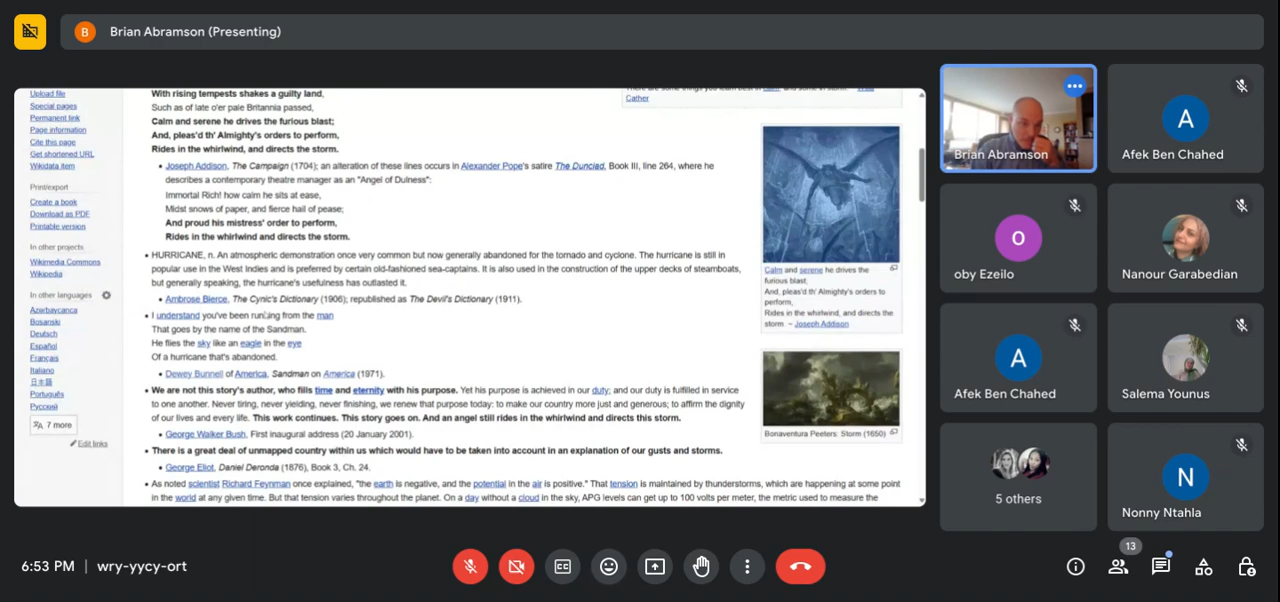 B Brian Abramson (Presenting)
Upload file
Special pages
Permanent link
Page information
Cite this page
Get shortened URL
Wikidata item
Print/export
Create a book
Download as PDF
Printable version
In other projects
Wikimedia Commons
Wikipedia
In other languages
Azərbaycanca
Bosanski
Deutsch
Español
Français
Italiano
日本語
Português
Русский
7 more
Edit links
With rising tempests shakes a guilty land,
Such as of late o'er pale Britannia passed,
Calm and serene he drives the furious blast;
And, pleas'd th' Almighty's orders to perform,
Rides in the whirlwind, and directs the storm.
• Joseph Addison, The Campaign (1704); an alteration of these lines occurs in Alexander Pope's satire The Dunciad, Book III, line 264, where he
describes a contemporary theatre manager as an "Angel of Dulness":
Immortal Rich! how calm he sits at ease,
Midst snows of paper, and fierce hail of pease;
And proud his mistress' order to perform,
Rides in the whirlwind and directs the storm.
• HURRICANE, n. An atmospheric demonstration once very common but now generally abandoned for the tornado and cyclone. The hurricane is still in
popular use in the West Indies and is preferred by certain old-fashioned sea-captains. It is also used in the construction of the upper decks of steamboats,
but generally speaking, the hurricane's usefulness has outlasted it.
• Ambrose Bierce, The Cynic's Dictionary (1906); republished as The Devil's Dictionary (1911).
• I understand you've been running from the man
That goes by the name of the Sandman.
He flies the sky like an eagle in the eye
Of a hurricane that's abandoned.
• Dewey Bunnell of America, Sandman on America (1971).
• We are not this story's author, who fills time and eternity with his purpose. Yet his purpose is achieved in our duty; and our duty is fulfilled in service
to one another. Never tiring, never yielding, never finishing, we renew that purpose today: to make our country more just and generous; to affirm the dignity
of our lives and every life. This work continues. This story goes on. And an angel still rides in the whirlwind and directs this storm.
• George Walker Bush, First inaugural address (20 January 2001).
• There is a great deal of unmapped country within us which would have to be taken into account in an explanation of our gusts and storms.
• George Eliot, Daniel Deronda (1876), Book 3, Ch. 24.
• As noted scientist Richard Feynman once explained, "the earth is negative, and the potential in the air is positive." That tension is maintained by thunderstorms, which are happening at some point
in the world at any given time. But that tension varies throughout the planet. On a day without a cloud in the sky, APG levels can get up to 100 volts per meter, the metric used to measure the
Cather
Calm and serene he drives the
furious blast;
And, pleas'd th' Almighty's orders to
perform,
Rides in the whirlwind, and directs the
storm. ~ Joseph Addison
Bonaventura Peeters: Storm (1650)
Brian Abramson
A
Afek Ben Chahed
O
oby Ezeilo
Nanour Garabedian
A
Afek Ben Chahed
Salema Younus
5 others
N
Nonny Ntahla
6:53 PM | wry-yycy-ort
CC
13